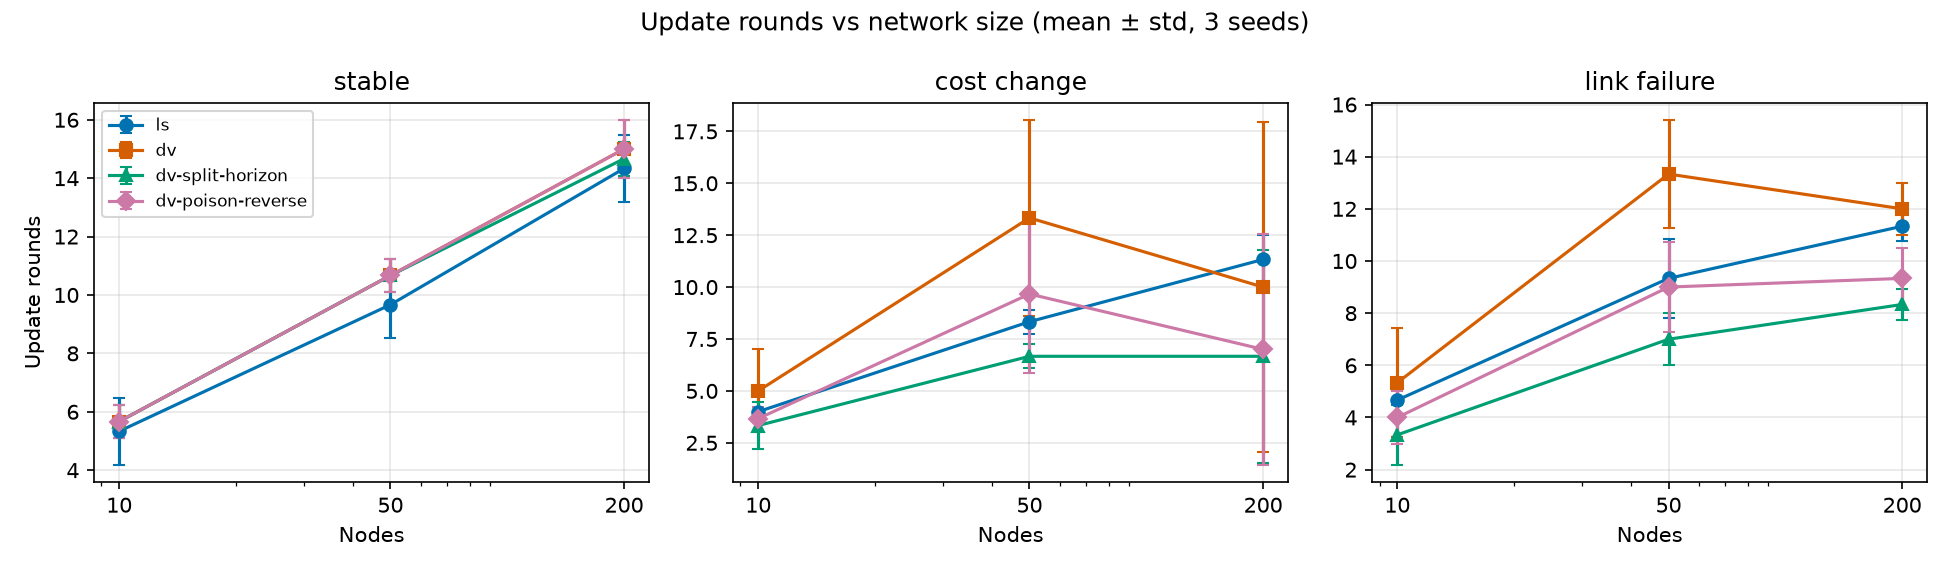 Update rounds vs network size (mean ± std, 3 seeds)
stable
16
14
12
10
8
6
4
Update rounds
ls
dv
dv-split-horizon
dv-poison-reverse
10
50
200
Nodes
cost change
17.5
15.0
12.5
10.0
7.5
5.0
2.5
10
50
200
Nodes
link failure
16
14
12
10
8
6
4
2
10
50
200
Nodes